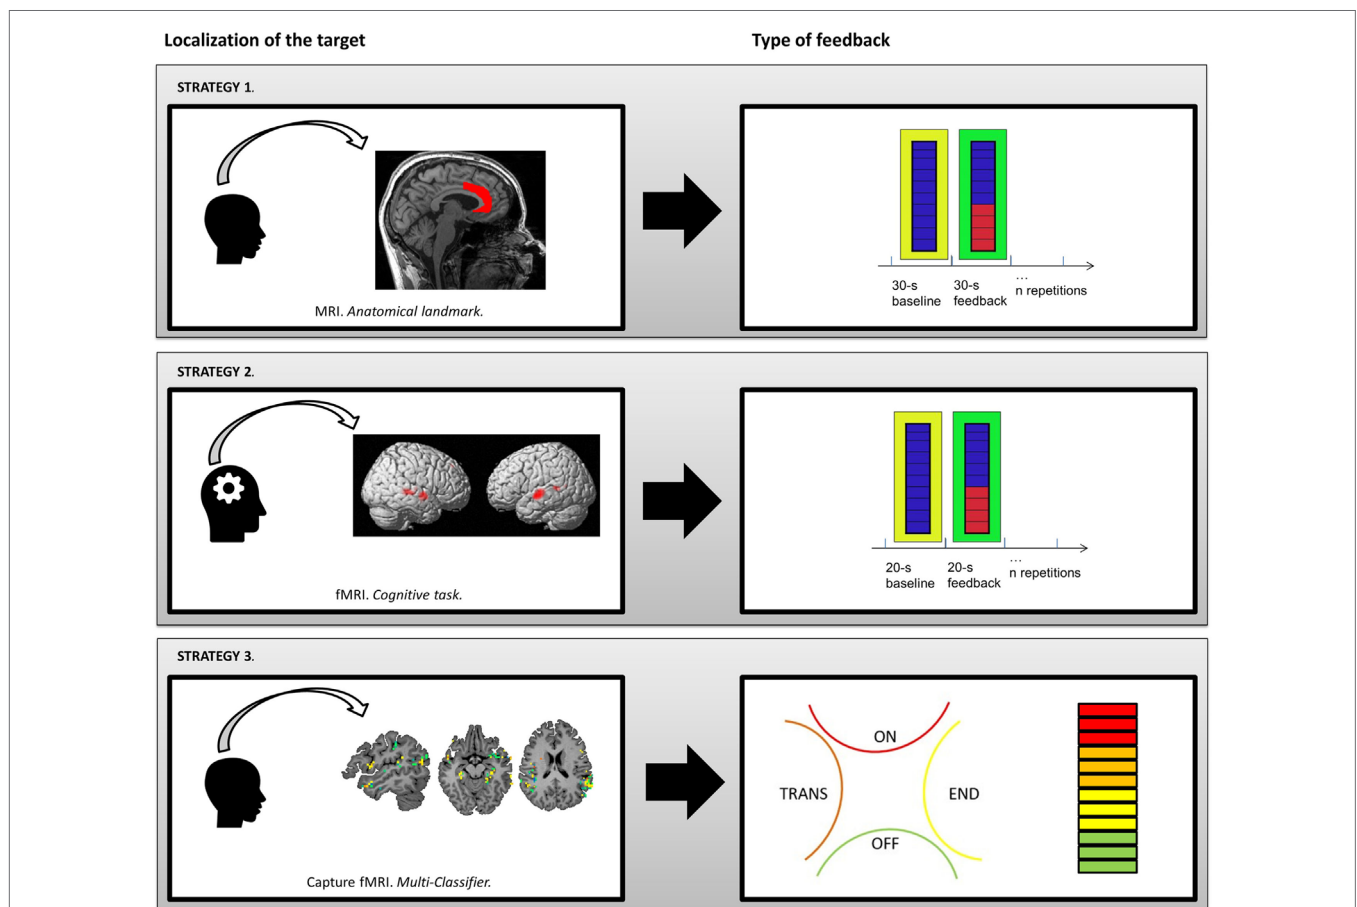 Localization of the target
Type of feedback
STRATEGY 1.
MRI. Anatomical landmark.
30-s
baseline
30-s
feedback
...
n repetitions
STRATEGY 2.
fMRI. Cognitive task.
20-s
baseline
20-s
feedback
...
n repetitions
STRATEGY 3.
Capture fMRI. Multi-Classifier.
ON
TRANS
END
OFF